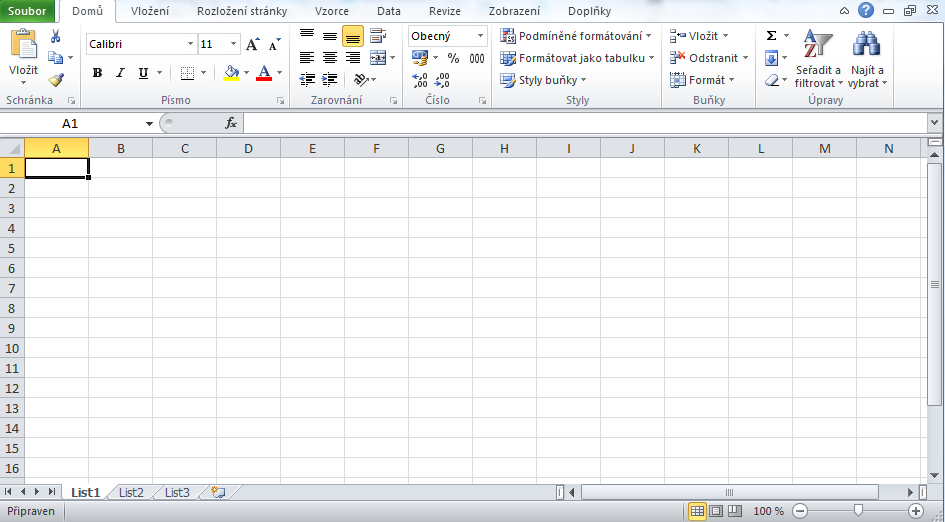 Soubor Domů Vložení Rozložení stránky Vzorce Data Revize Zobrazení Doplňky
Vložit
Schránka
Calibri 11 A A
B I U A
Písmo
Zarovnání
Obecný
% 000
,00 ,0
Číslo
Podmíněné formátování
Formátovat jako tabulku
Styly buňky
Styly
Vložit
Odstranit
Formát
Buňky
Σ
Seřadit a filtrovat
Najít a vybrat
Úpravy
A1 fx
A B C D E F G H I J K L M N
1
2
3
4
5
6
7
8
9
10
11
12
13
14
15
16
List1 List2 List3
Připraven 100 %